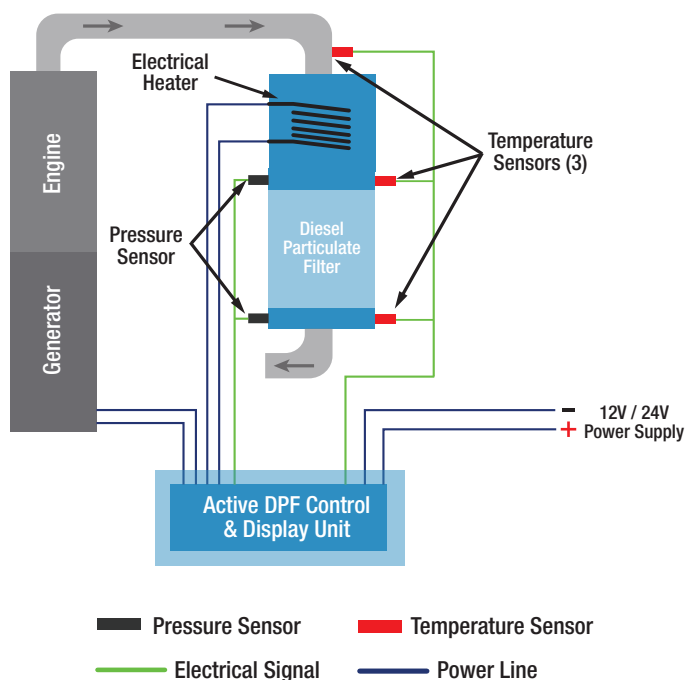 Electrical
Heater
Engine
Temperature
Sensors (3)
Pressure
Sensor
Diesel
Particulate
Filter
Generator
- 12V / 24V
+ Power Supply
Active DPF Control
& Display Unit
Pressure Sensor
Temperature Sensor
Electrical Signal
Power Line